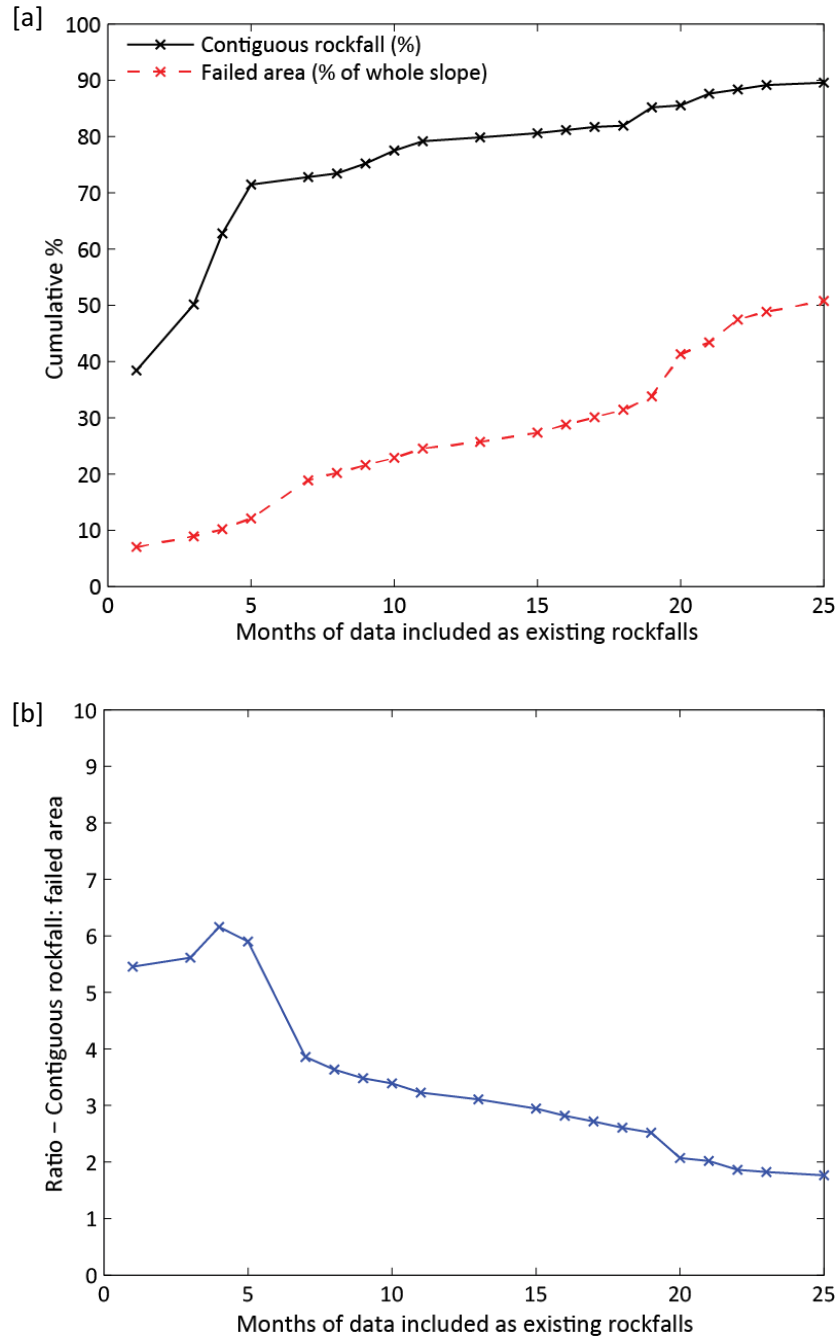 [a]
100
90
80
70
60
50
40
30
20
10
0
Cumulative %
Contiguous rockfall (%)
Failed area (% of whole slope)
0 5 10 15 20 25
Months of data included as existing rockfalls
[b]
10
9
8
7
6
5
4
3
2
1
0
Ratio – Contiguous rockfall: failed area
0 5 10 15 20 25
Months of data included as existing rockfalls